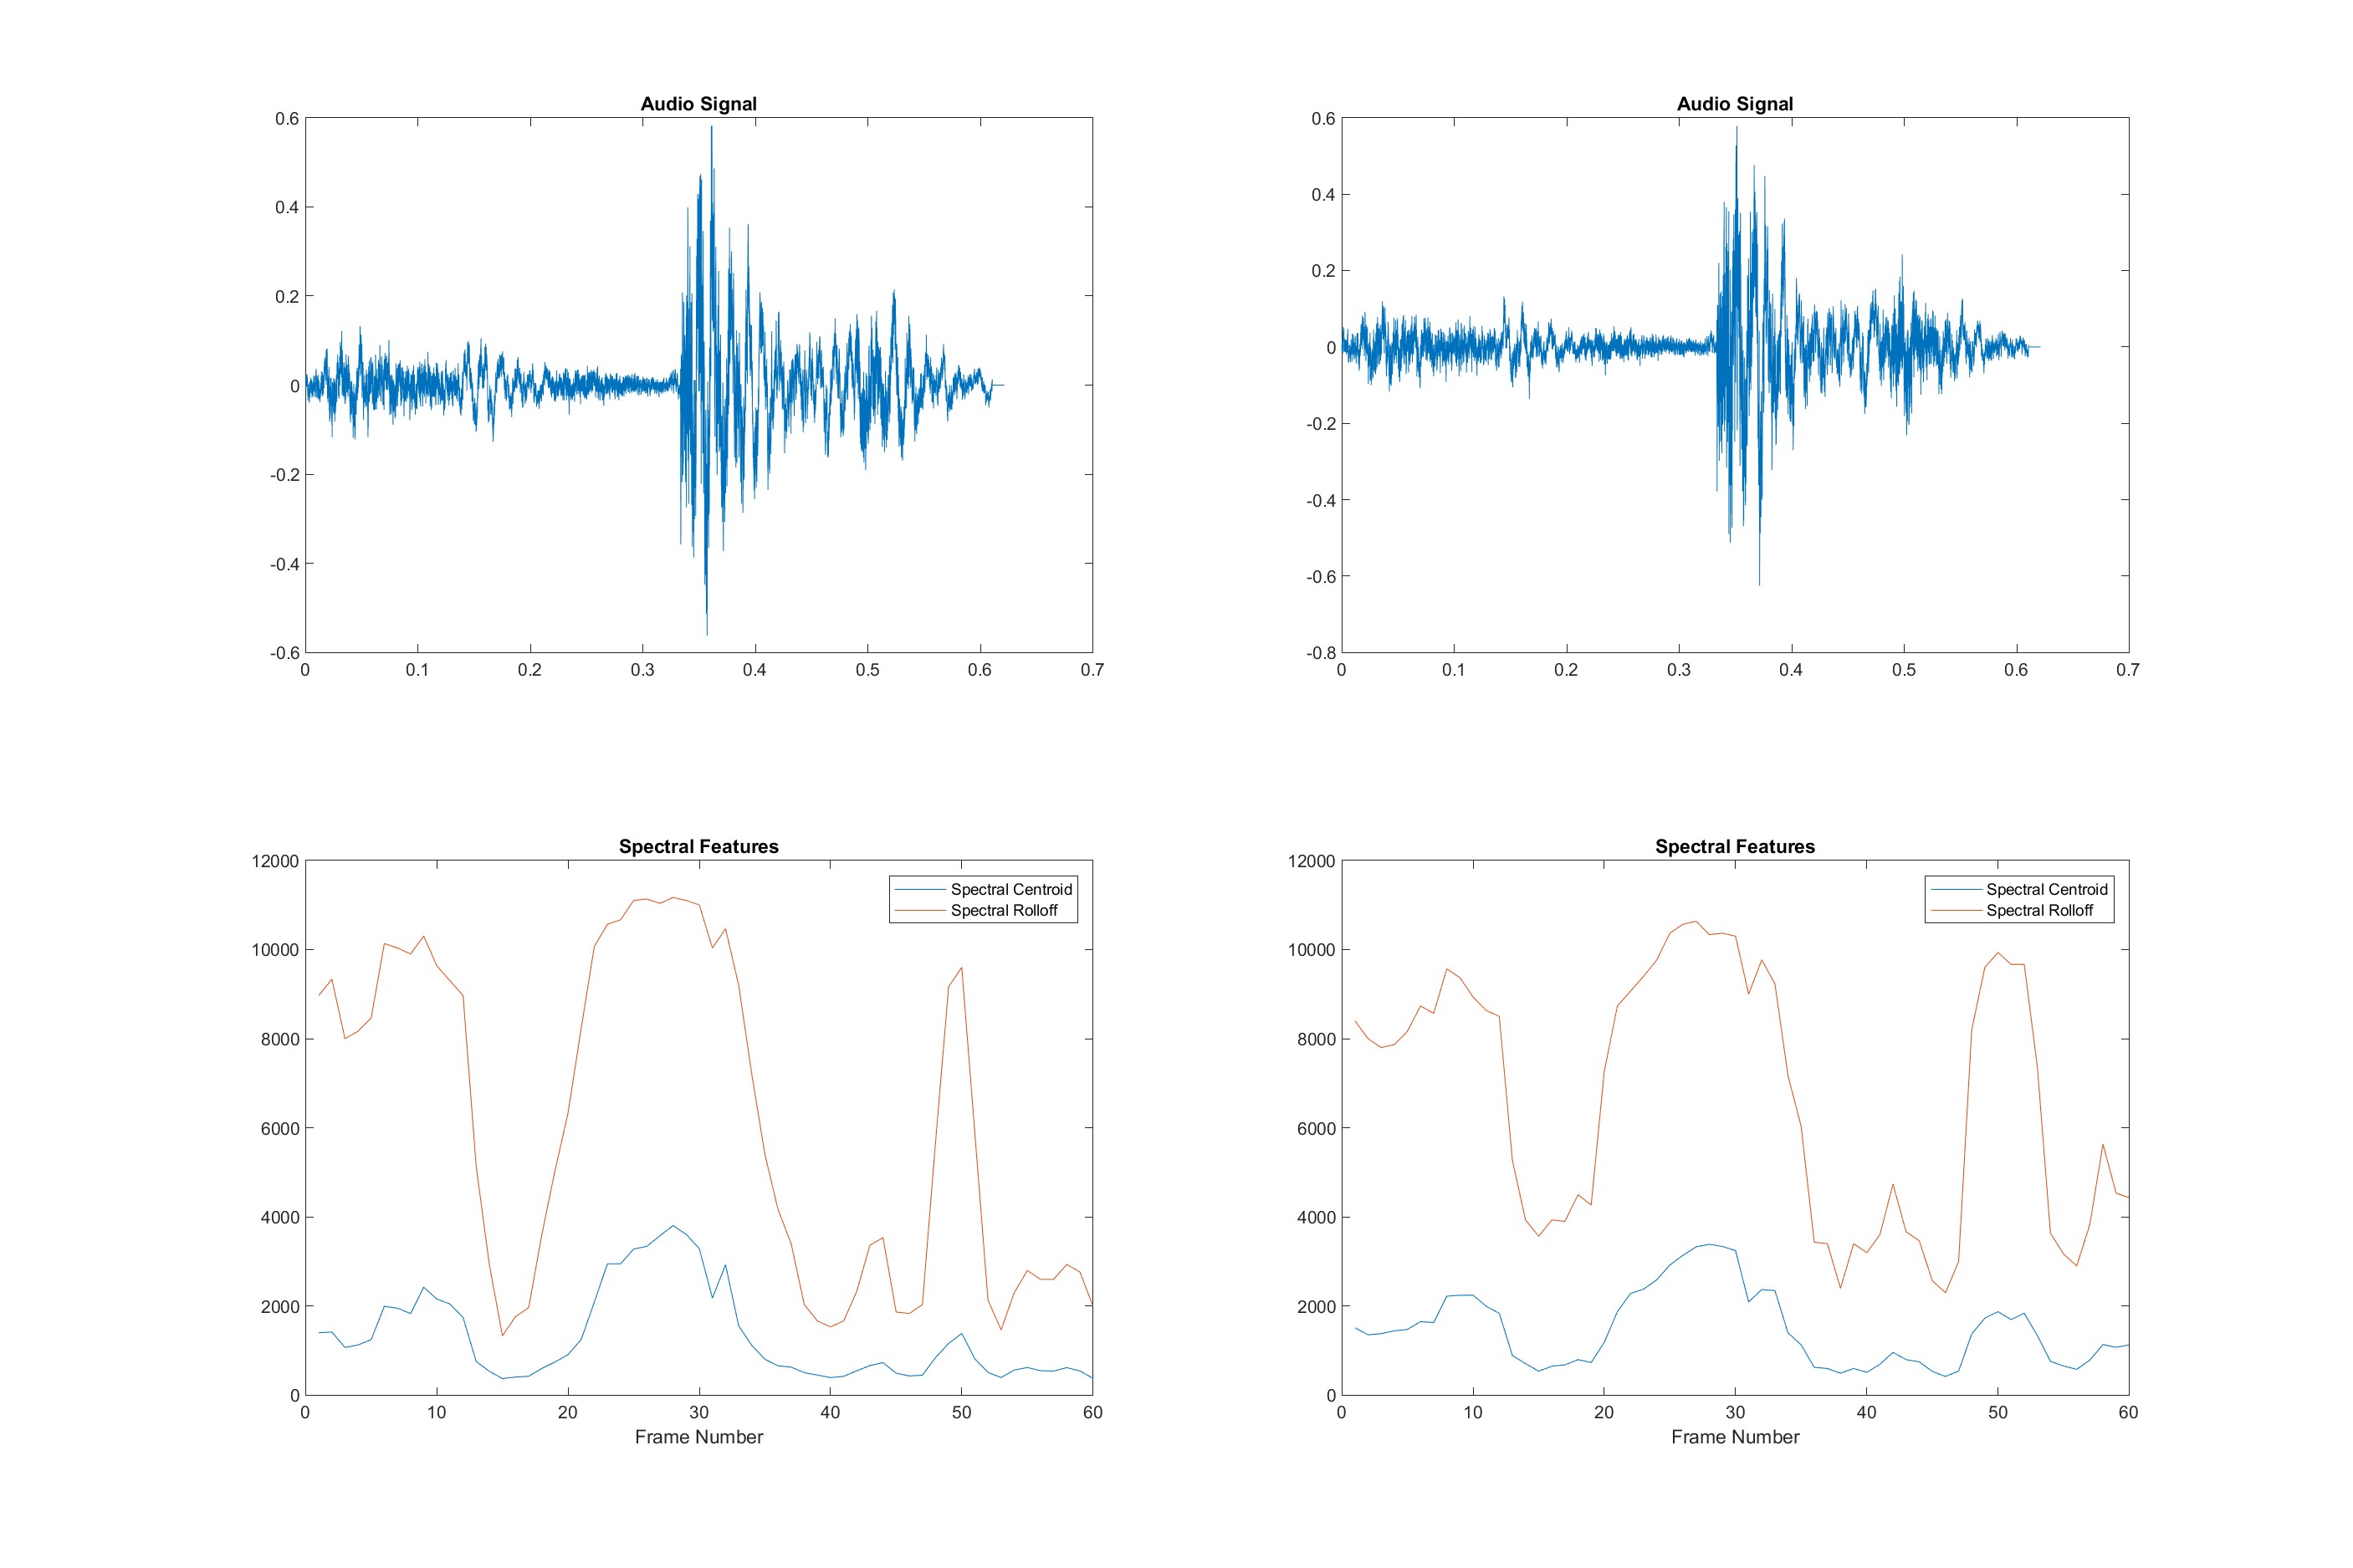 Audio Signal
0.6
0.4
0.2
0
-0.2
-0.4
-0.6
0 0.1 0.2 0.3 0.4 0.5 0.6 0.7
Audio Signal
0.6
0.4
0.2
0
-0.2
-0.4
-0.6
-0.8
0 0.1 0.2 0.3 0.4 0.5 0.6 0.7
Spectral Features
12000
10000
8000
6000
4000
2000
0
Spectral Centroid
Spectral Rolloff
0 10 20 30 40 50 60
Frame Number
Spectral Features
12000
10000
8000
6000
4000
2000
0
Spectral Centroid
Spectral Rolloff
0 10 20 30 40 50 60
Frame Number